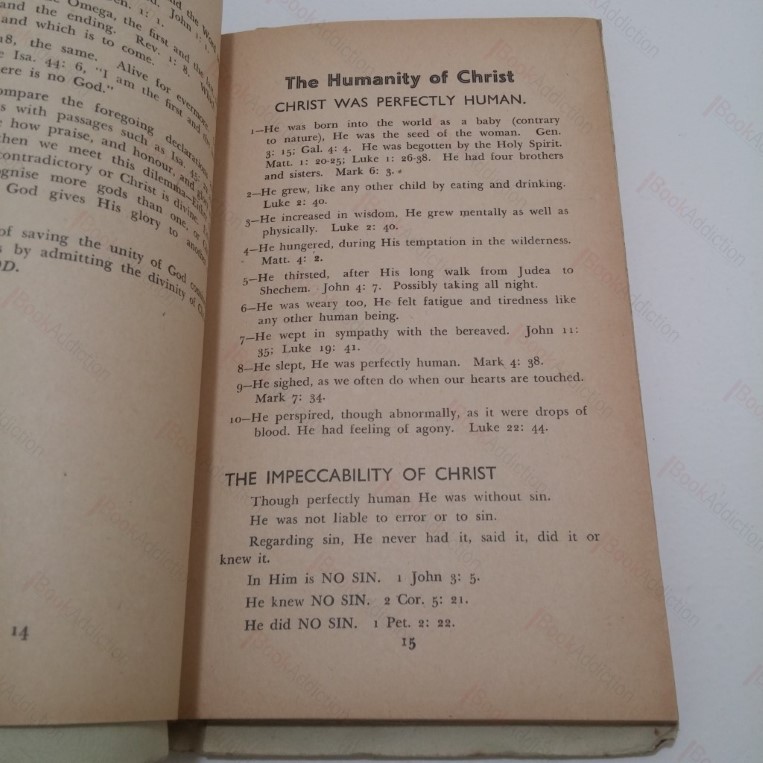 and the ending. Rev. 1: 8.
and which is to come.
18, the same. Alive for evermore.
Isa. 44: 6, "I am the first and the
ere is no God."
ompare the foregoing declarations
s with passages such as Isa. 45:
how praise, and honour, and
then we meet this dilemma—Either
contradictory or Christ is divine.
ognise more gods than one, or
God gives His glory to another
of saving the unity of God
s by admitting the divinity of
OD.
14
The Humanity of Christ
CHRIST WAS PERFECTLY HUMAN.
1—He was born into the world as a baby (contrary
to nature), He was the seed of the woman. Gen.
3: 15; Gal. 4: 4. He was begotten by the Holy Spirit.
Matt. 1: 20-25; Luke 1: 26-38. He had four brothers
and sisters. Mark 6: 3.
2—He grew, like any other child by eating and drinking.
Luke 2: 40.
3—He increased in wisdom, He grew mentally as well as
physically. Luke 2: 40.
4—He hungered, during His temptation in the wilderness.
Matt. 4: 2.
5—He thirsted, after His long walk from Judea to
Shechem. John 4: 7. Possibly taking all night.
6—He was weary too, He felt fatigue and tiredness like
any other human being.
7—He wept in sympathy with the bereaved. John 11:
35; Luke 19: 41.
8—He slept, He was perfectly human. Mark 4: 38.
9—He sighed, as we often do when our hearts are touched.
Mark 7: 34.
10—He perspired, though abnormally, as it were drops of
blood. He had feeling of agony. Luke 22: 44.
THE IMPECCABILITY OF CHRIST
Though perfectly human He was without sin.
He was not liable to error or to sin.
Regarding sin, He never had it, said it, did it or
knew it.
In Him is NO SIN. 1 John 3: 5.
He knew NO SIN. 2 Cor. 5: 21.
He did NO SIN. 1 Pet. 2: 22.
15